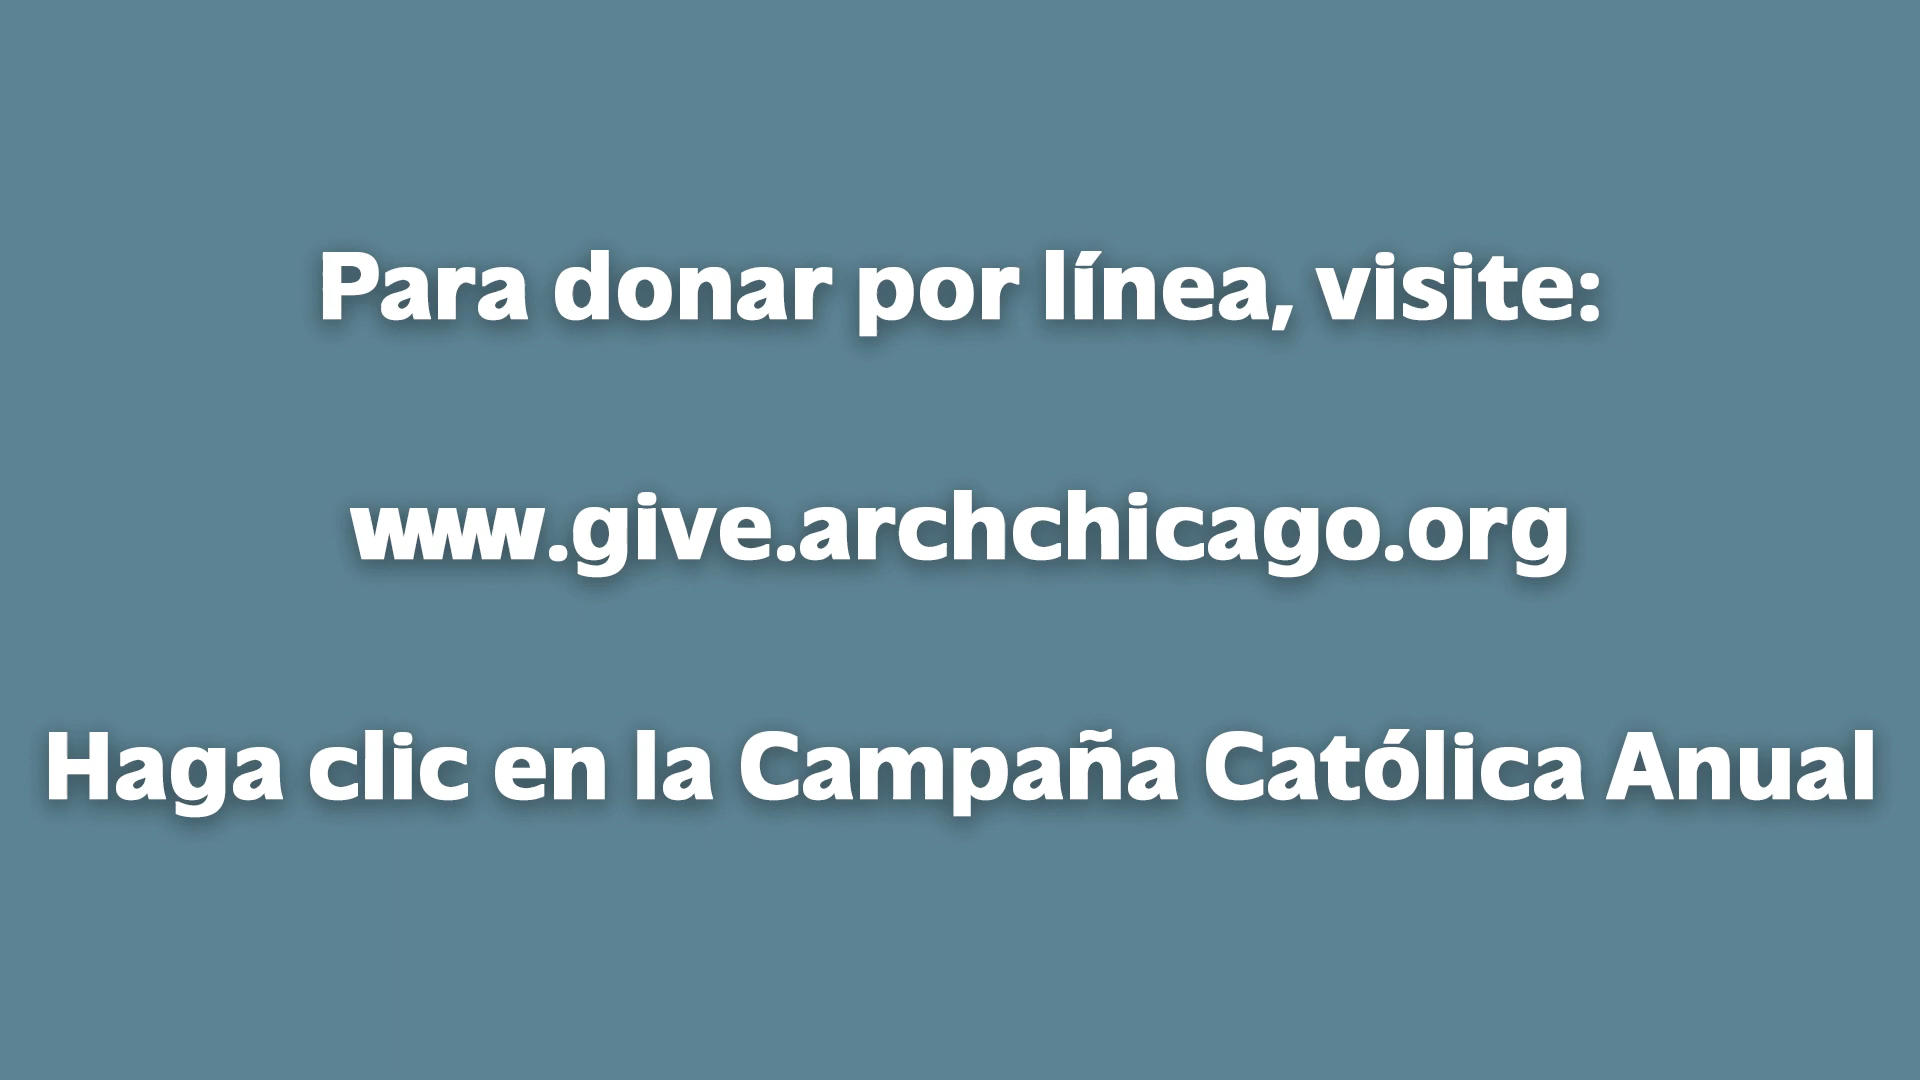 Para donar por línea, visite:
www.give.archchicago.org
Haga clic en la Campaña Católica Anual